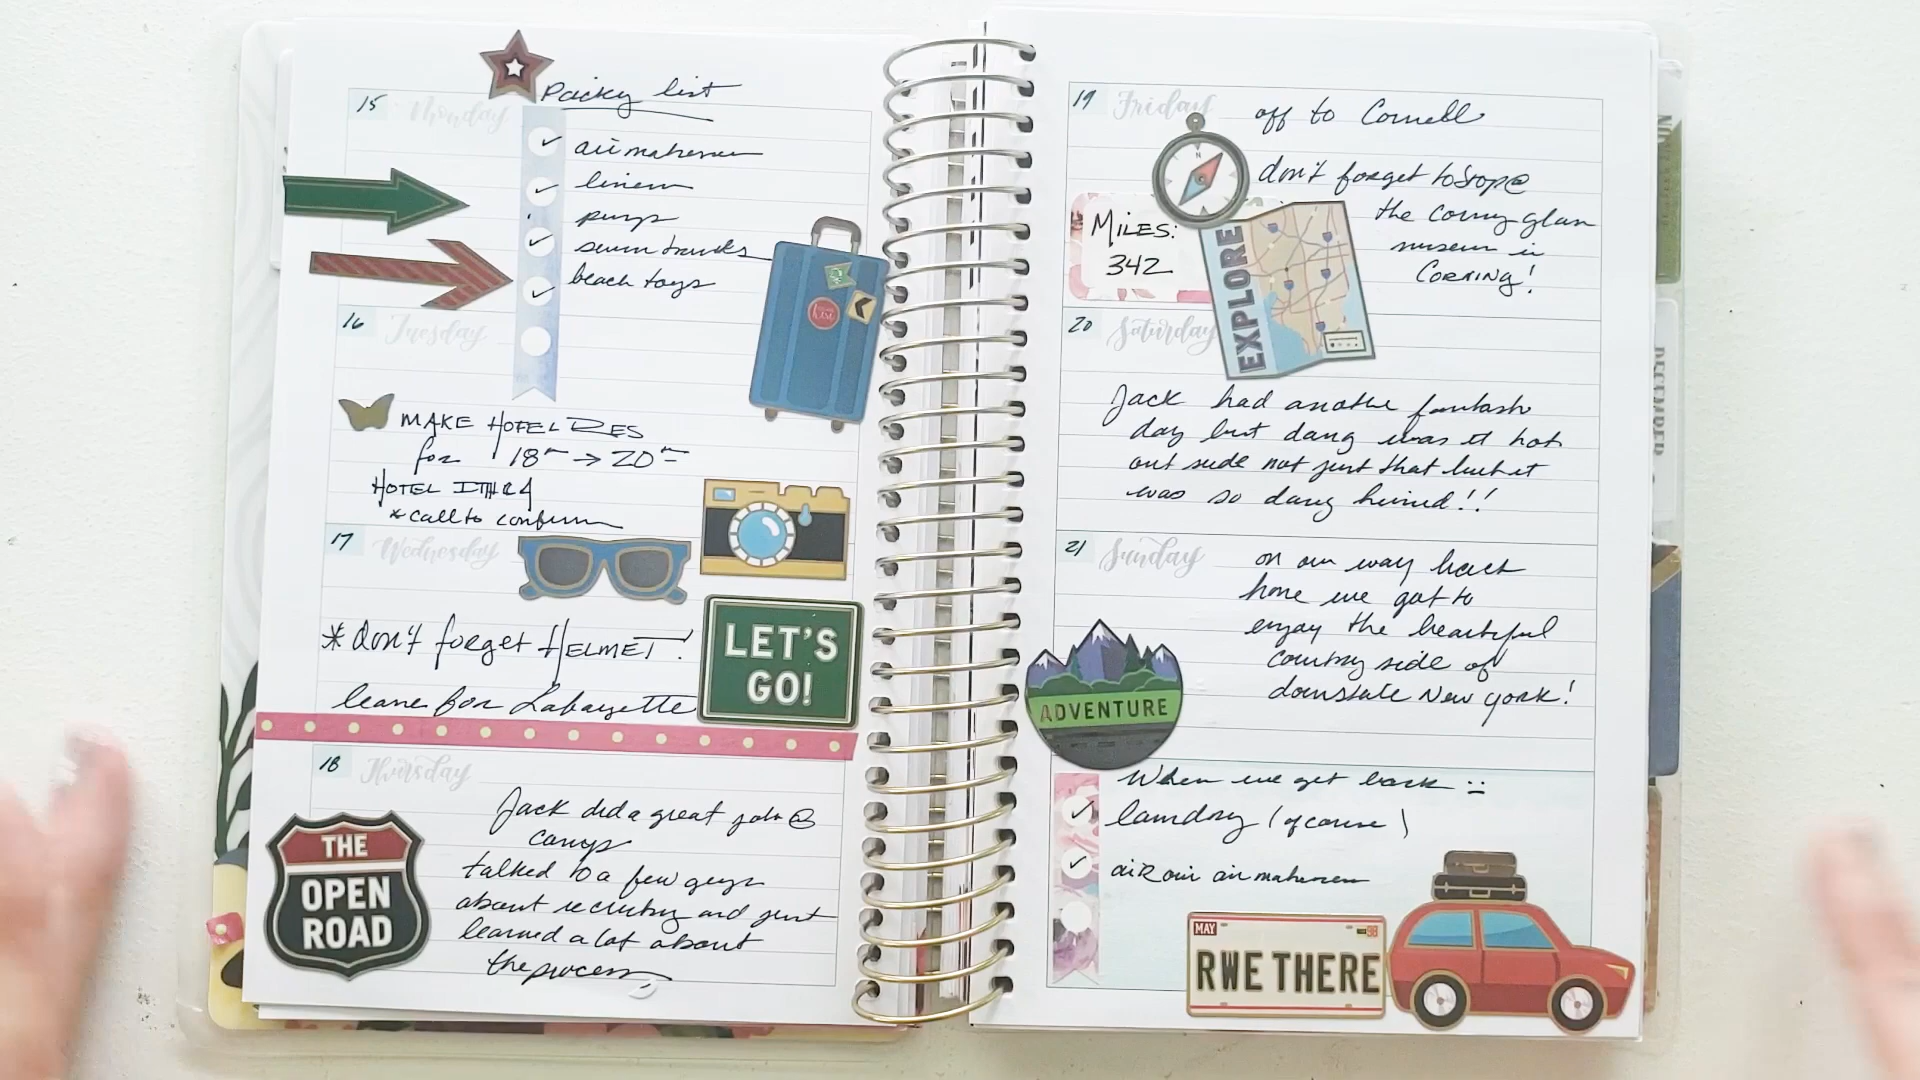 Packing list
15 Monday
air mattress
linens
pumps
swim trunks
beach toys
16 Tuesday
MAKE HOTEL RES
for 18th → 20th
HOTEL ITHACA
*call to confirm
17 Wednesday
*don't forget HELMET!
leave for Lafayette
LET'S
GO!
18 Thursday
Jack did a great job @
camp
talked to a few guys
about recruiting and just
learned a lot about
the process
THE
OPEN
ROAD
19 Friday
off to Cornell
don't forget to stop @
the Corning glass
museum in
CORNING!
MILES:
342
N
EXPLORE
20 Saturday
Jack had another fantastic
day but dang was it hot
out side not just that but it
was so dang humid!!
21 Sunday
on our way back
home we got to
enjoy the beautiful
country side of
downstate New York!
ADVENTURE
When we get back
laundry (of course)
air our air mattresses
MAY
RWE THERE
DECEMBER